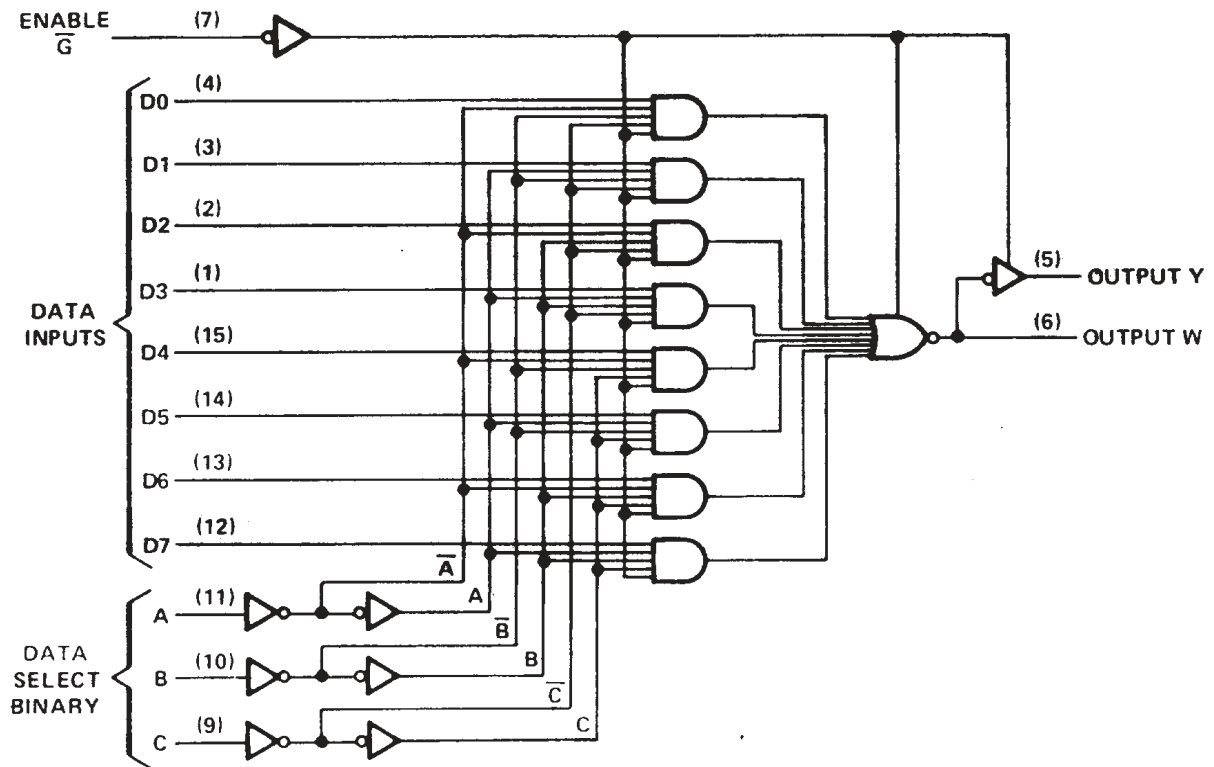 ENABLE
G̅
(7)
(4)
D0
(3)
D1
(2)
D2
(1)
D3
DATA
INPUTS
(15)
D4
(14)
D5
(13)
D6
(12)
D7
(5)
OUTPUT Y
(6)
OUTPUT W
A̅
(11)
A
A
B̅
DATA
SELECT
BINARY
(10)
B
B
C̅
(9)
C
C